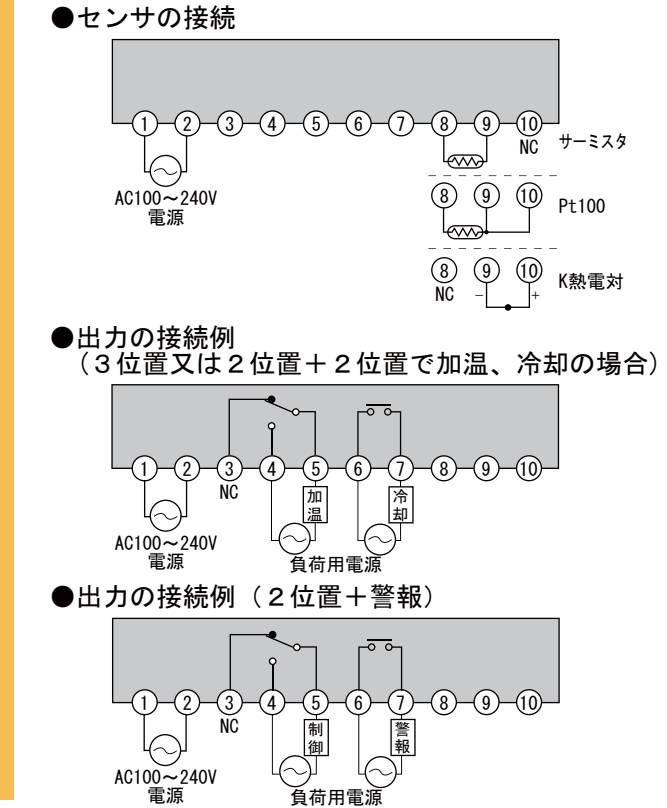 ●センサの接続
① ② ③ ④ ⑤ ⑥ ⑦ ⑧ ⑨ ⑩
NC サーミスタ
AC100～240V
電源
⑧ ⑨ ⑩ Pt100
⑧ ⑨ ⑩ K熱電対
NC - +
●出力の接続例
（3位置又は2位置＋2位置で加温、冷却の場合）
① ② ③ ④ ⑤ ⑥ ⑦ ⑧ ⑨ ⑩
NC
加温
冷却
AC100～240V
電源
負荷用電源
●出力の接続例（2位置＋警報）
① ② ③ ④ ⑤ ⑥ ⑦ ⑧ ⑨ ⑩
NC
制御
警報
AC100～240V
電源
負荷用電源